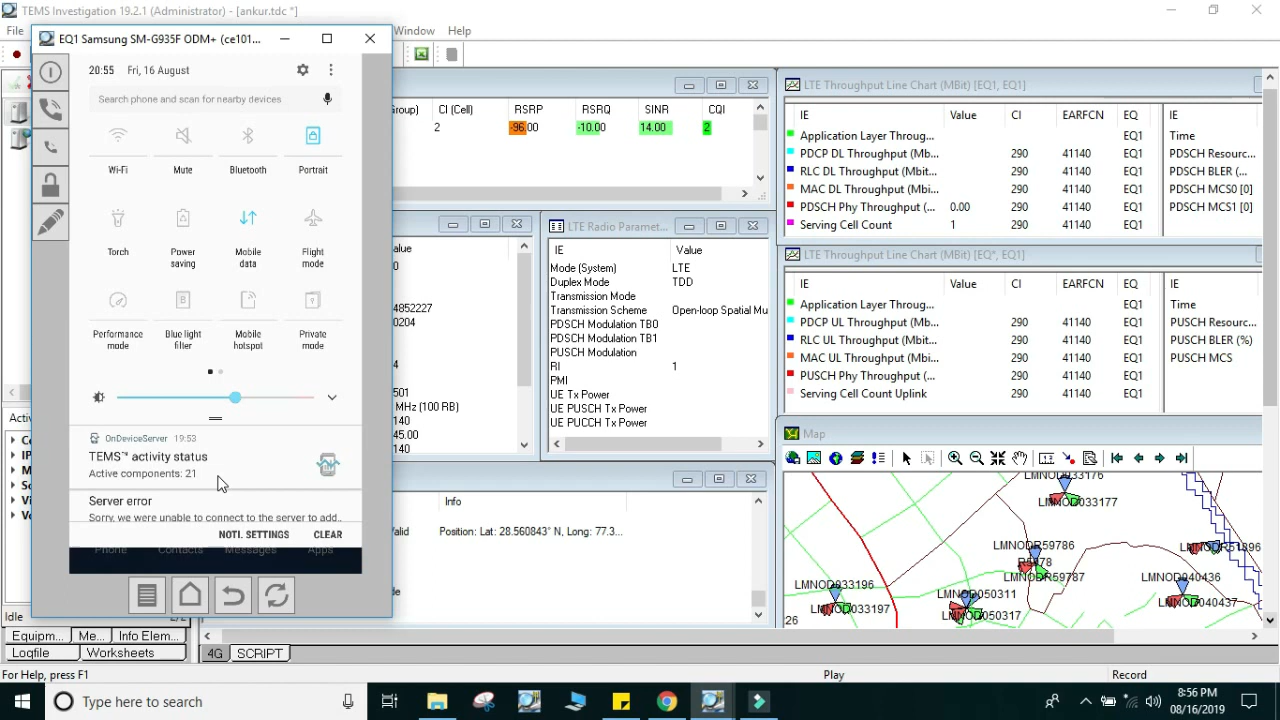 TEMS Investigation 19.2.1 (Administrator) - [ankur.tdc *]
File
Window
Help
EQ1 Samsung SM-G935F ODM+ (ce101...
20:55 Fri, 16 August
Search phone and scan for nearby devices
Wi-Fi
Mute
Bluetooth
Portrait
Torch
Power saving
Mobile data
Flight mode
Performance mode
Blue light filter
Mobile hotspot
Private mode
OnDeviceServer 19:53
TEMS™ activity status
Active components: 21
Server error
Sorry, we were unable to connect to the server to add..
NOTI. SETTINGS CLEAR
Phone Contacts Messages Apps
Group) CI (Cell) RSRP RSRQ SINR CQI
2 -96.00 -10.00 14.00 2
alue
0
4852227
0204
4
501
MHz (100 RB)
140
45.00
140
LTE Radio Paramet...
IE Value
Mode (System) LTE
Duplex Mode TDD
Transmission Mode
Transmission Scheme Open-loop Spatial Mu
PDSCH Modulation TB0
PDSCH Modulation TB1
PUSCH Modulation
RI 1
PMI
UE Tx Power
UE PUSCH Tx Power
UE PUCCH Tx Power
Info
alid Position: Lat: 28.560843° N, Long: 77.3...
de
LTE Throughput Line Chart (MBit) [EQ1, EQ1]
IE Value CI EARFCN EQ IE
Application Layer Throug... EQ1 Time
PDCP DL Throughput (Mb... 290 41140 EQ1 PDSCH Resourc...
RLC DL Throughput (Mbit... 290 41140 EQ1 PDSCH BLER (...
MAC DL Throughput (Mbi... 290 41140 EQ1 PDSCH MCS0 [0]
PDSCH Phy Throughput (... 0.00 290 41140 EQ1 PDSCH MCS1 [0]
Serving Cell Count 1 290 41140 EQ1
LTE Throughput Line Chart (MBit) [EQ*, EQ1]
IE Value CI EARFCN EQ IE
Application Layer Throug... EQ1 Time
PDCP UL Throughput (Mb... 290 41140 EQ1 PUSCH Resourc...
RLC UL Throughput (Mbit... 290 41140 EQ1 PUSCH BLER (%)
MAC UL Throughput (Mbi... 290 41140 EQ1 PUSCH MCS
PUSCH Phy Throughput (... 290 41140 EQ1
Serving Cell Count Uplink 290 41140 EQ1
Map
LMNOD033176
LMNOD033177
LMNODR59786
LMNODR59787
LMNOD033196
LMNOD033197
LMNOD050311
LMNOD050317
LMNOD040436
LMNOD040437
26
Activ
Idle
Equipm... Me... Info Elem...
Logfile Worksheets
4G SCRIPT
For Help, press F1
Play
Record
Type here to search
8:56 PM
08/16/2019